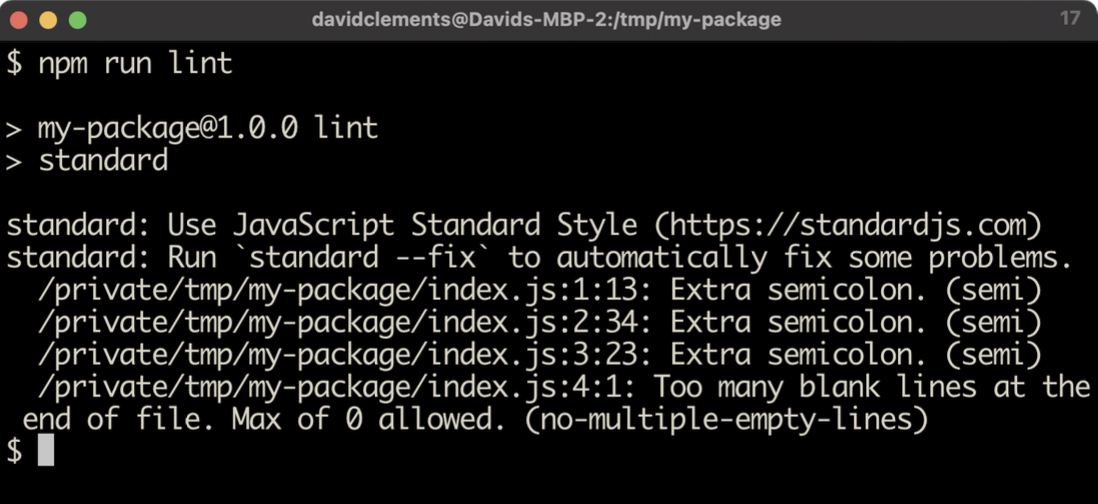 davidclements@Davids-MBP-2:/tmp/my-package 17
$ npm run lint
> my-package@1.0.0 lint
> standard
standard: Use JavaScript Standard Style (https://standardjs.com)
standard: Run `standard --fix` to automatically fix some problems.
/private/tmp/my-package/index.js:1:13: Extra semicolon. (semi)
/private/tmp/my-package/index.js:2:34: Extra semicolon. (semi)
/private/tmp/my-package/index.js:3:23: Extra semicolon. (semi)
/private/tmp/my-package/index.js:4:1: Too many blank lines at the
end of file. Max of 0 allowed. (no-multiple-empty-lines)
$